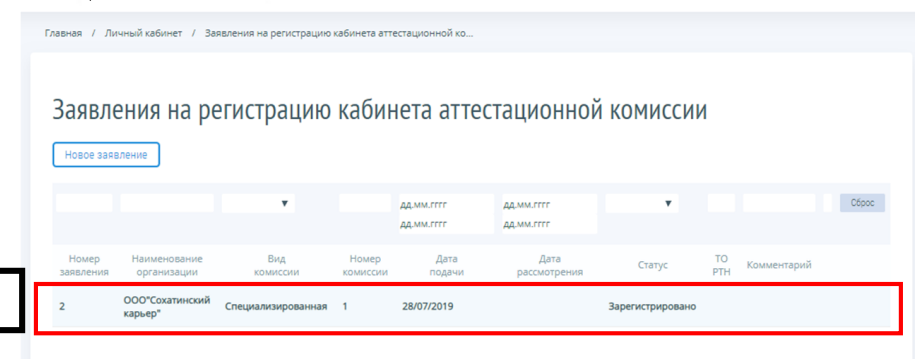 Главная / Личный кабинет / Заявления на регистрацию кабинета аттестационной ко...
Заявления на регистрацию кабинета аттестационной комиссии
Новое заявление
дд.мм.гггг дд.мм.гггг Сброс
дд.мм.гггг дд.мм.гггг
Номер Наименование Вид Номер Дата Дата Статус ТО Комментарий
заявления организации комиссии комиссии подачи рассмотрения РТН
2 ООО"Сохатинский Специализированная 1 28/07/2019 Зарегистрировано
карьер"